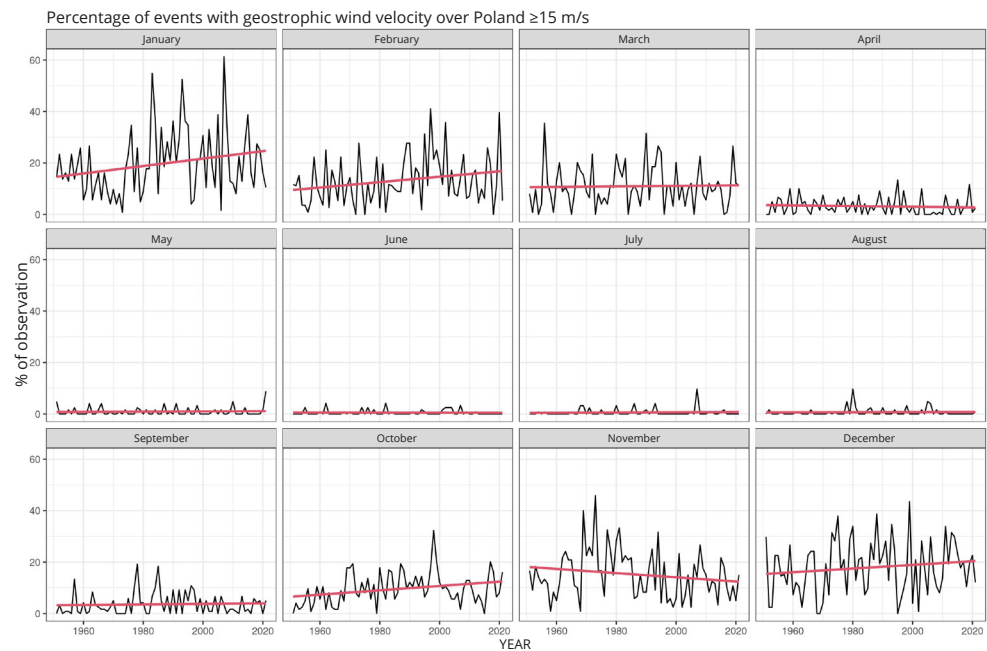 Percentage of events with geostrophic wind velocity over Poland ≥15 m/s
January February March April
60
40
20
0
May June July August
60
40
20
0
% of observation
September October November December
60
40
20
0
1960 1980 2000 2020 1960 1980 2000 2020 1960 1980 2000 2020 1960 1980 2000 2020
YEAR